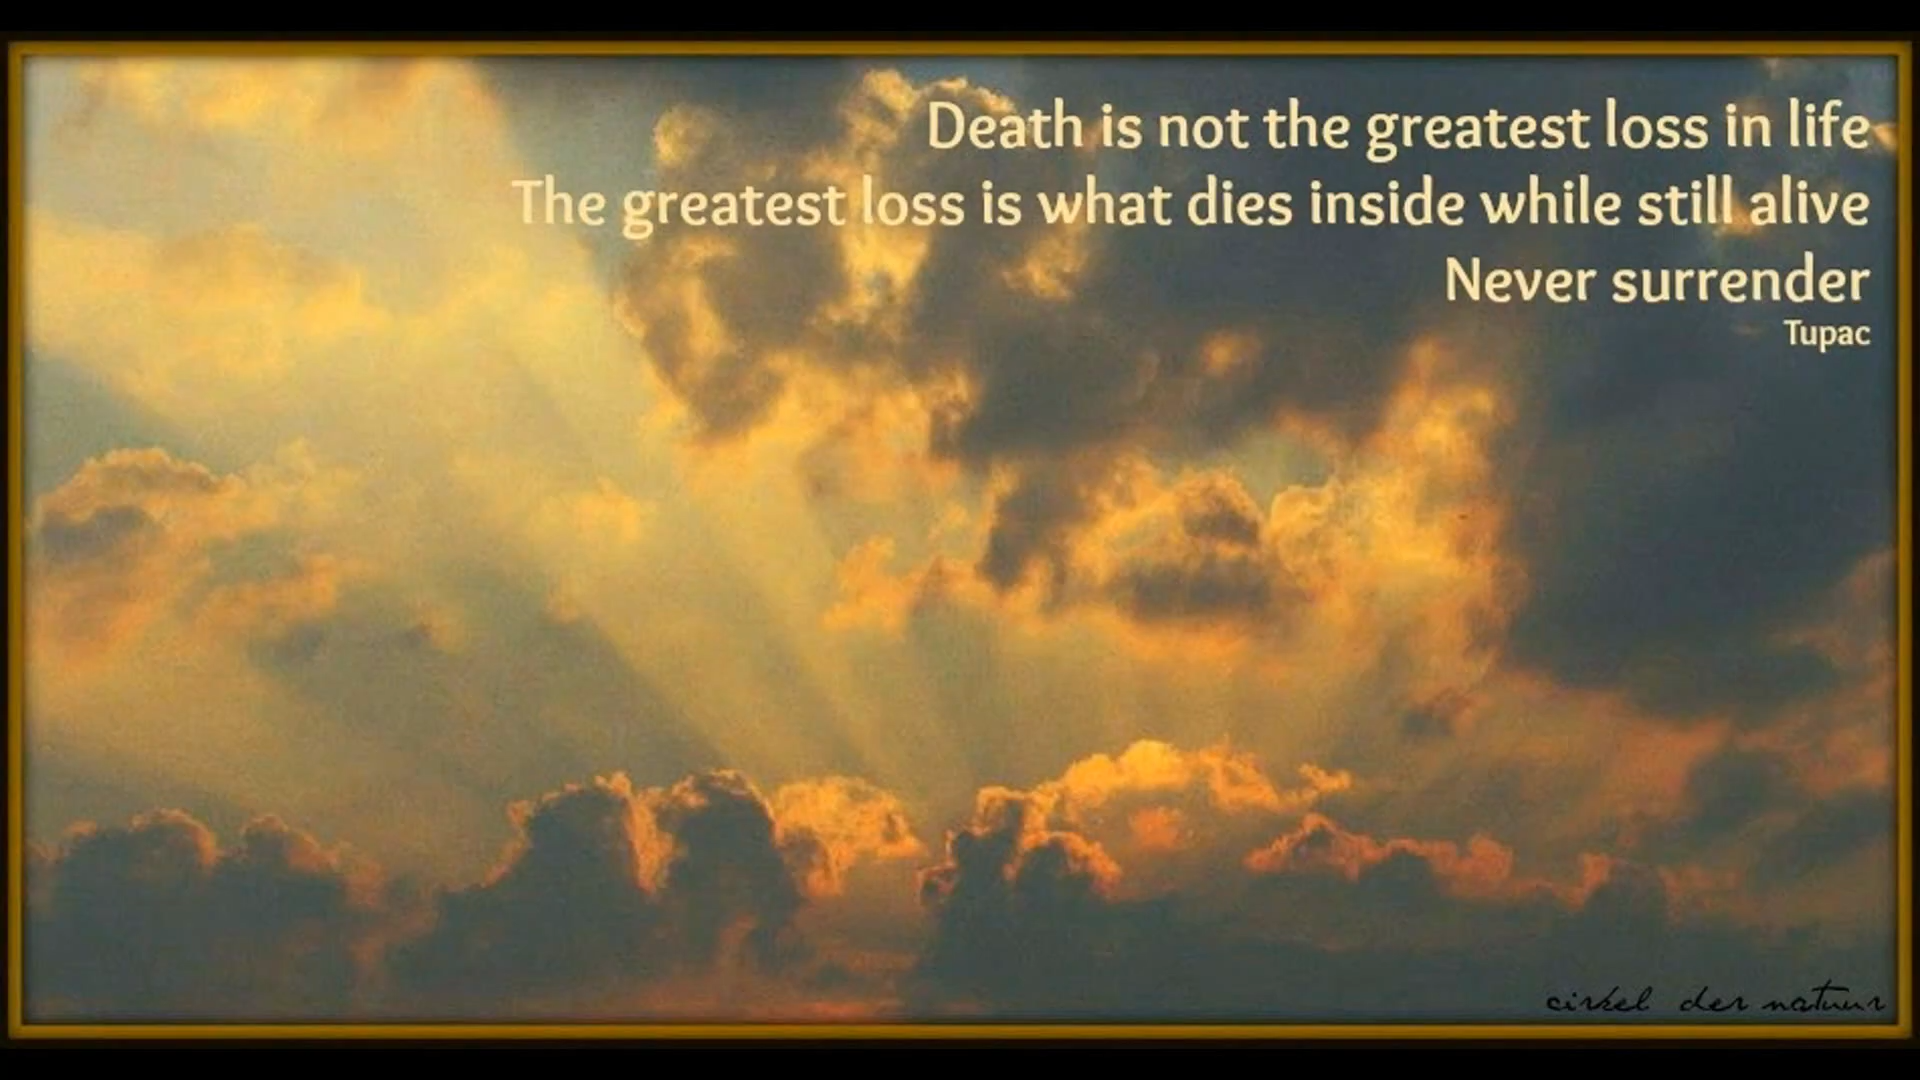 Death is not the greatest loss in life
The greatest loss is what dies inside while still alive
Never surrender
Tupac
cirkel der natuur